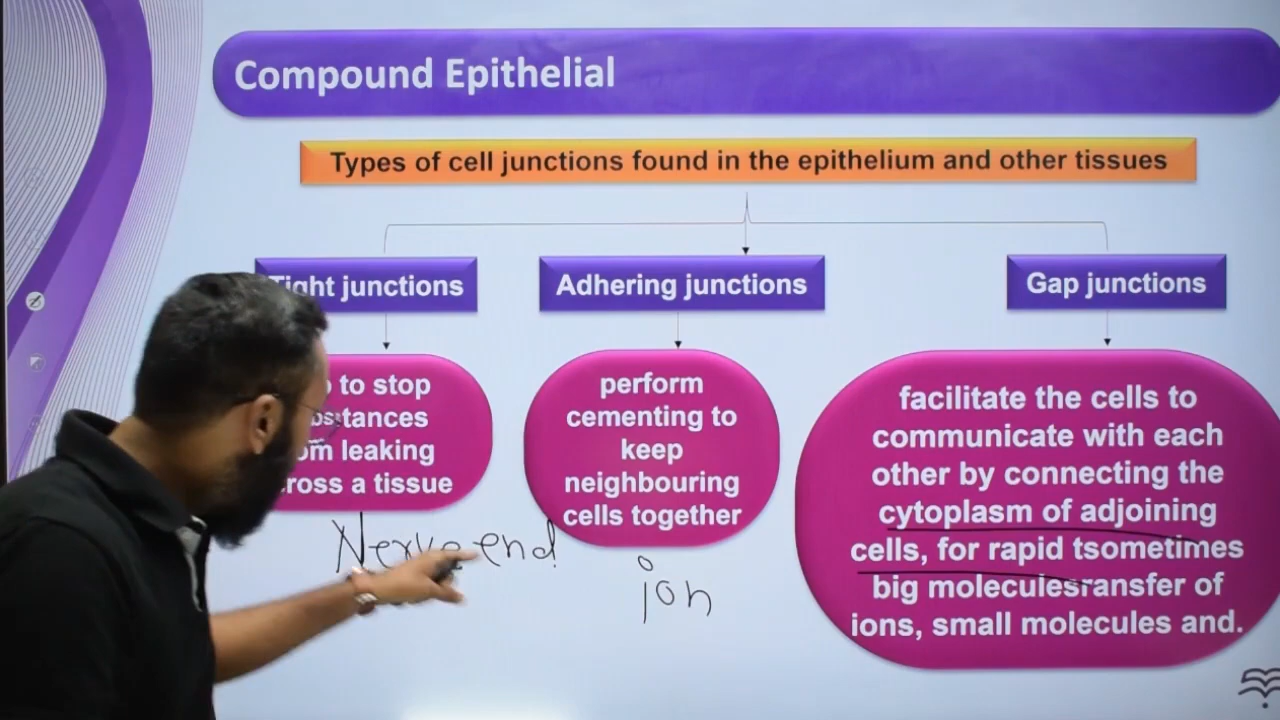 Compound Epithelial
Types of cell junctions found in the epithelium and other tissues
Tight junctions
Adhering junctions
Gap junctions
to stop
stances
leaking
a tissue
perform
cementing to
keep
neighbouring
cells together
facilitate the cells to
communicate with each
other by connecting the
cytoplasm of adjoining
cells, for rapid tsometimes
big moleculesransfer of
ions, small molecules and.
Nerve end
ion